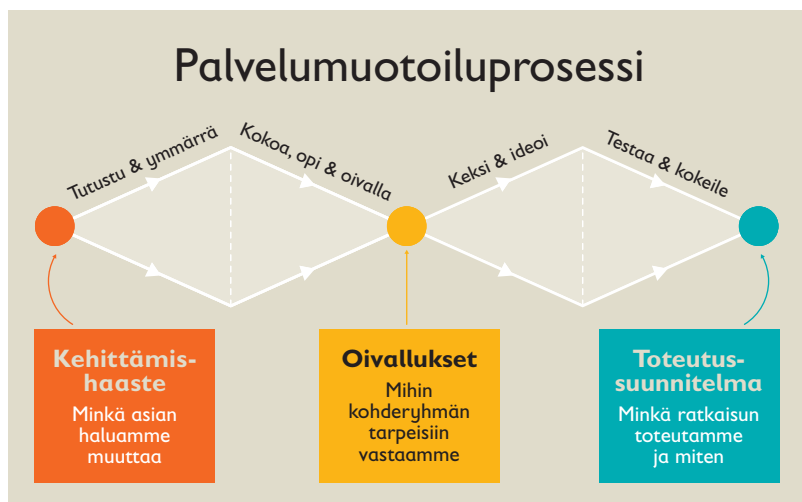 Palvelumuotoiluprosessi
Tutustu & ymmärrä
Kokoa, opi & oivalla
Keksi & ideoi
Testaa & kokeile
Kehittämis-
haaste
Minkä asian
haluamme
muuttaa
Oivallukset
Mihin
kohderyhmän
tarpeisiin
vastaamme
Toteutus-
suunnitelma
Minkä ratkaisun
toteutamme
ja miten